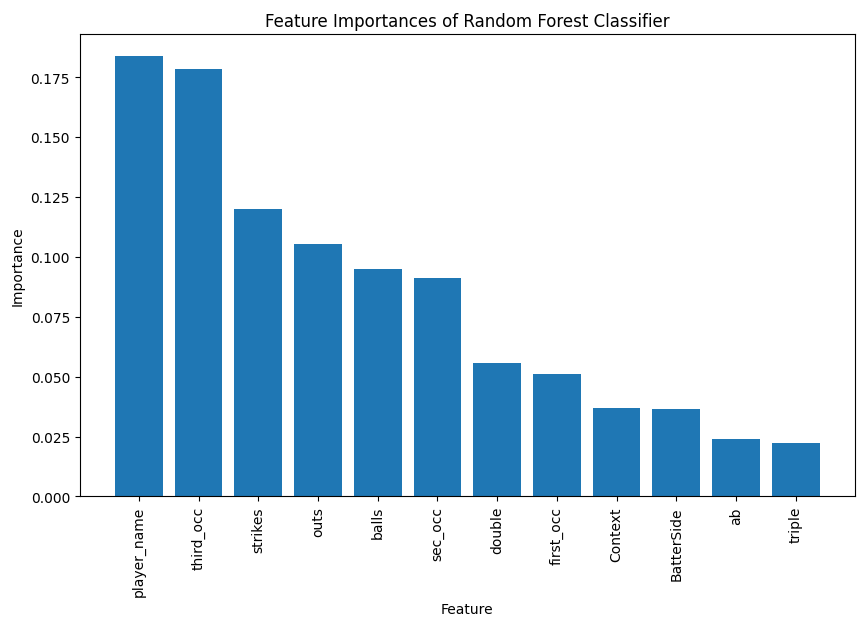 Feature Importances of Random Forest Classifier
Importance
0.175
0.150
0.125
0.100
0.075
0.050
0.025
0.000
player_name
third_occ
strikes
outs
balls
sec_occ
double
first_occ
Context
BatterSide
ab
triple
Feature